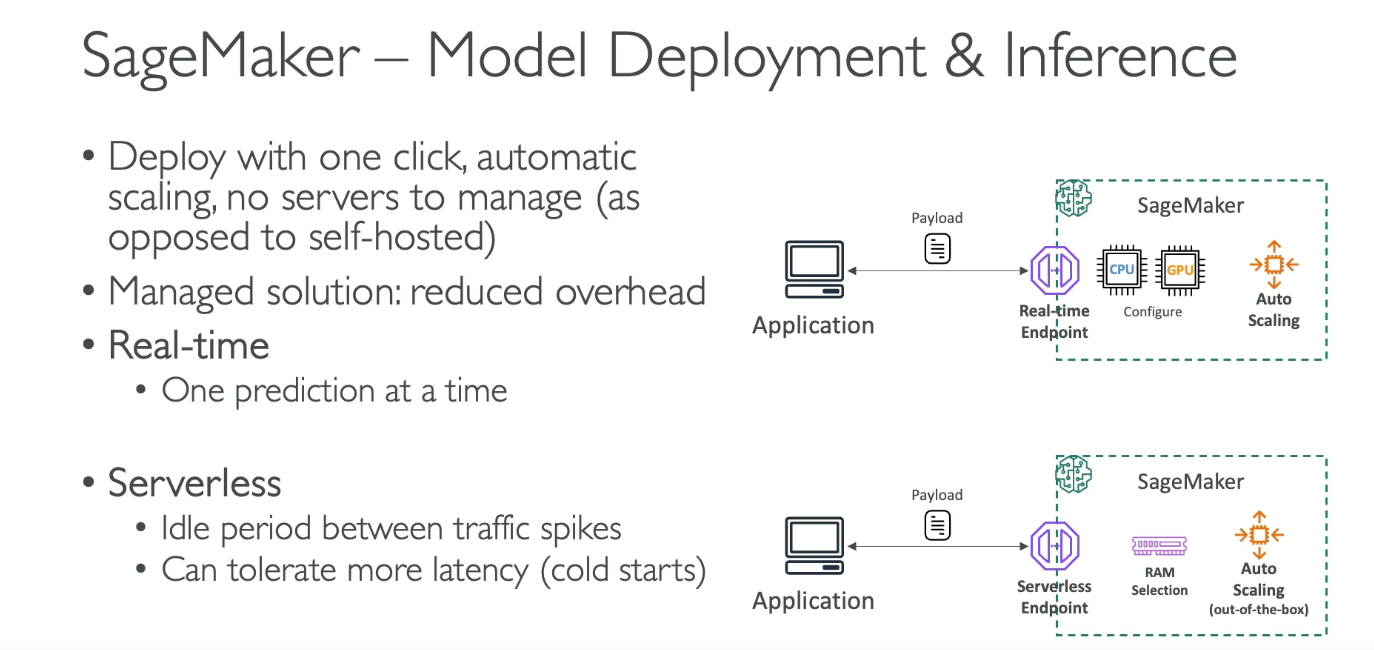 SageMaker – Model Deployment & Inference
• Deploy with one click, automatic
scaling, no servers to manage (as
opposed to self-hosted)
• Managed solution: reduced overhead
• Real-time
• One prediction at a time
• Serverless
• Idle period between traffic spikes
• Can tolerate more latency (cold starts)
SageMaker
Payload
CPU
GPU
Application
Real-time
Endpoint
Configure
Auto
Scaling
SageMaker
Payload
Application
Serverless
Endpoint
RAM
Selection
Auto
Scaling
(out-of-the-box)